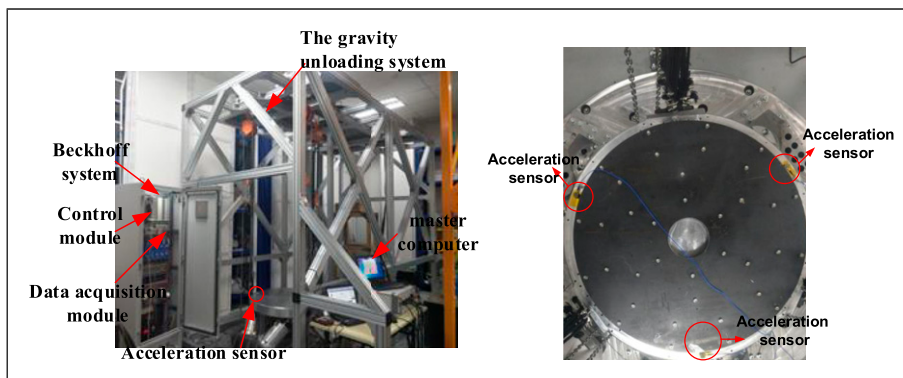 The gravity
unloading system
Beckhoff
system
Control
module
Data acquisition
module
Acceleration sensor
master
computer
Acceleration
sensor
Acceleration
sensor
Acceleration
sensor